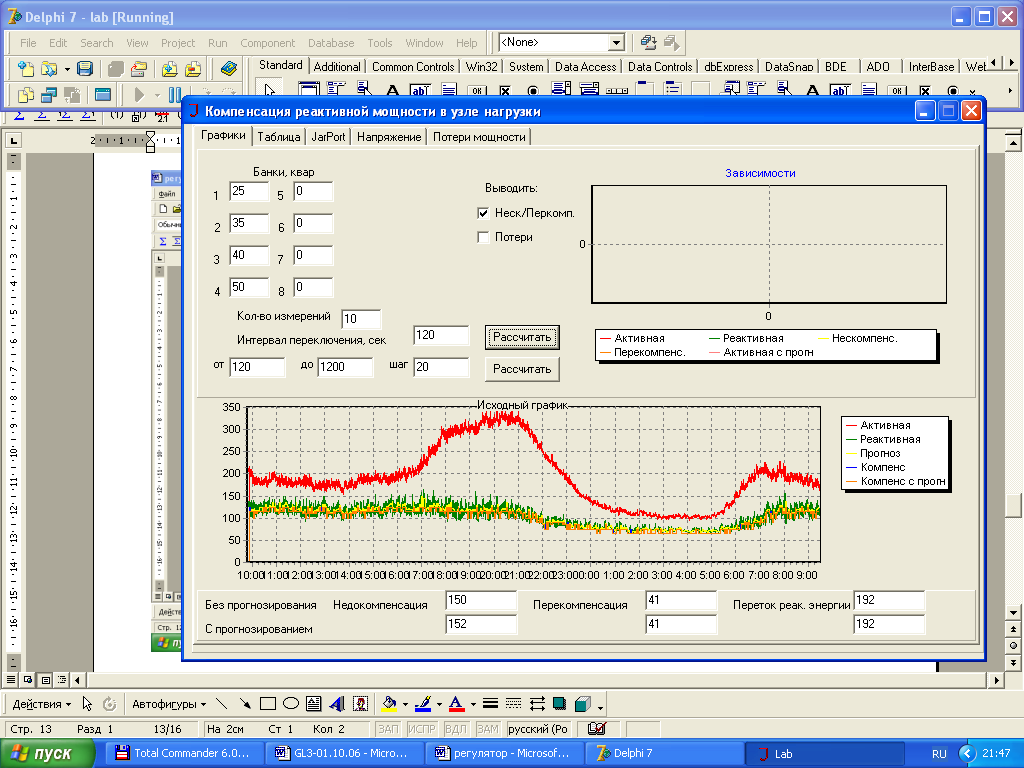 Delphi 7 - lab [Running]
File Edit Search View Project Run Component Database Tools Window Help <None>
Standard Additional Common Controls Win32 System Data Access Data Controls dbExpress DataSnap BDE ADO InterBase
Компенсация реактивной мощности в узле нагрузки
Графики Таблица JarPort Напряжение Потери мощности
Банки, квар
1 25 5 0
2 35 6 0
3 40 7 0
4 50 8 0
Выводить:
Неск/Перкомп.
Потери
Зависимости
0
0
Кол-во измерений 10
Интервал переключения, сек 120 Рассчитать
от 120 до 1200 шаг 20 Рассчитать
Активная Реактивная Нескомпенс.
Перекомпенс. Активная с прогн
Исходный график
350
300
250
200
150
100
50
0
10:00 11:00 12:00 13:00 14:00 15:00 16:00 17:00 18:00 19:00 20:00 21:00 22:00 23:00 0:00 1:00 2:00 3:00 4:00 5:00 6:00 7:00 8:00 9:00
Активная
Реактивная
Прогноз
Компенс
Компенс с прогн
Без прогнозирования Недокомпенсация 150 Перекомпенсация 41 Переток реак. энергии 192
С прогнозированием 152 41 192
Действия Автофигуры
Стр. 13 Разд 1 13/16 На 2см Ст 1 Кол 2 ЗАП ИСПР ВДЛ ЗАМ русский (Ро
пуск Total Commander 6.0... GL3-01.10.06 - Micro... регулятор - Microsof... Delphi 7 Lab RU 21:47